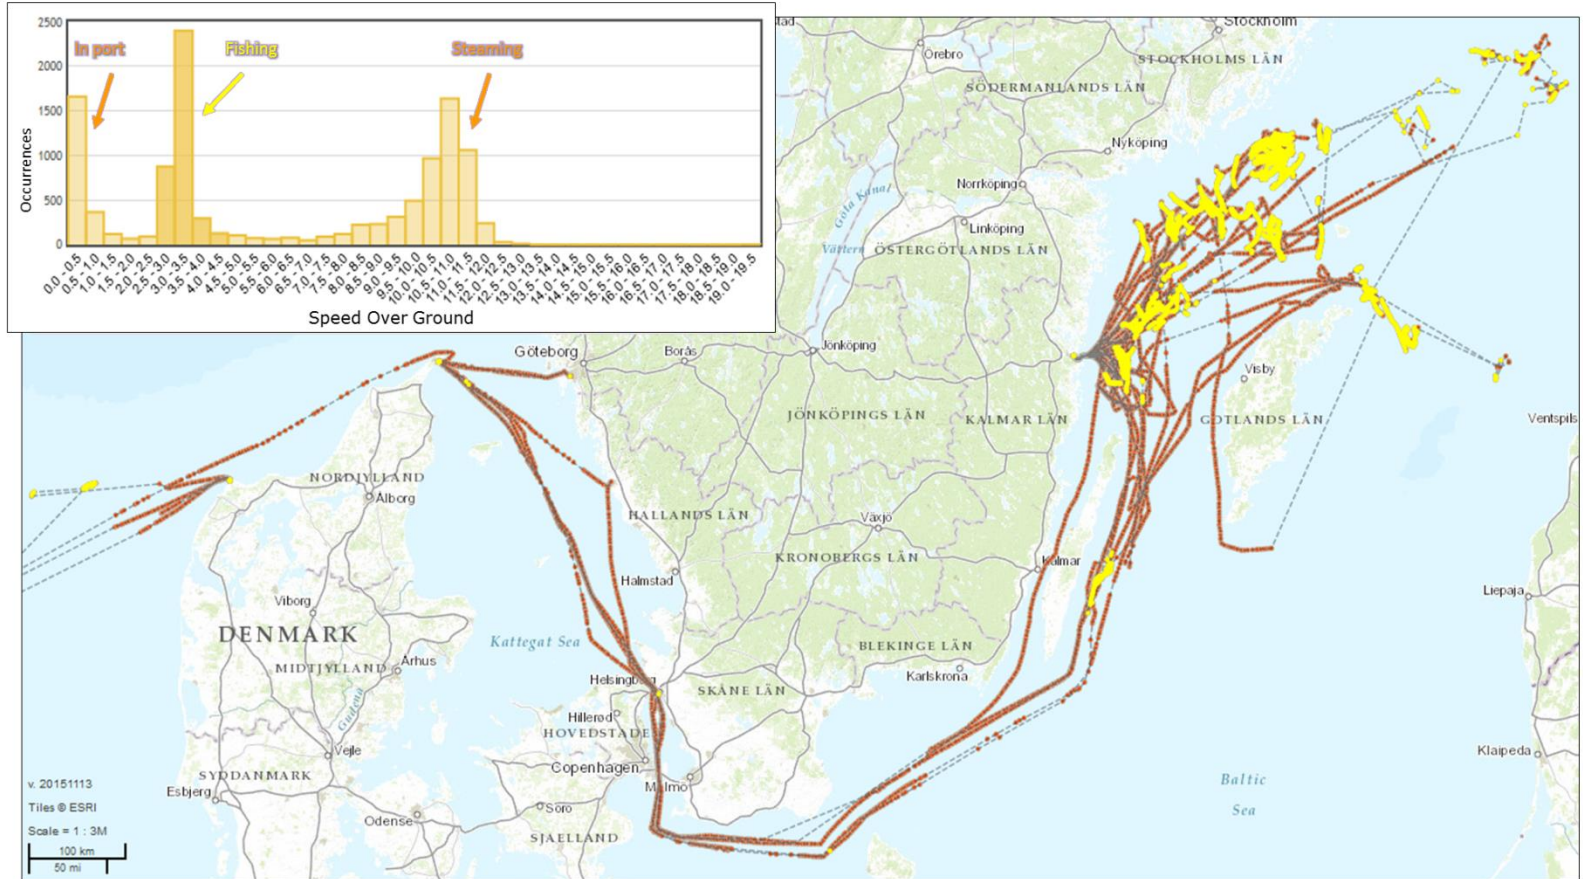 2500
2000
1500
1000
500
0
Occurrences
In port
Fishing
Steaming
0.0 - 0.5
0.5 - 1.0
1.0 - 1.5
1.5 - 2.0
2.0 - 2.5
2.5 - 3.0
3.0 - 3.5
3.5 - 4.0
4.0 - 4.5
4.5 - 5.0
5.0 - 5.5
5.5 - 6.0
6.0 - 6.5
6.5 - 7.0
7.0 - 7.5
7.5 - 8.0
8.0 - 8.5
8.5 - 9.0
9.0 - 9.5
9.5 - 10.0
10.0 - 10.5
10.5 - 11.0
11.0 - 11.5
11.5 - 12.0
12.0 - 12.5
12.5 - 13.0
13.0 - 13.5
13.5 - 14.0
14.0 - 14.5
14.5 - 15.0
15.0 - 15.5
15.5 - 16.0
16.0 - 16.5
16.5 - 17.0
17.0 - 17.5
17.5 - 18.0
18.0 - 18.5
18.5 - 19.0
19.0 - 19.5
Speed Over Ground
Stockholm
Örebro
STOCKHOLMS LÄN
SÖDERMANLANDS LÄN
Nyköping
Norrköping
Göta Kanal
Linköping
Vättern
ÖSTERGÖTLANDS LÄN
Göteborg
Borås
Jönköping
Visby
JÖNKÖPINGS LÄN
KALMAR LÄN
GOTLANDS LÄN
Ventspils
NORDJYLLAND
Ålborg
HALLANDS LÄN
Växjö
KRONOBERGS LÄN
Kalmar
Halmstad
Liepaja
Viborg
DENMARK
Kattegat Sea
BLEKINGE LÄN
MIDTJYLLAND
Århus
Karlskrona
Helsingborg
SKÅNE LÄN
Gudena
Hillerød
HOVEDSTADE
Vejle
Klaipeda
Copenhagen
SYDDANMARK
Malmö
Baltic
Sea
v. 20151113
Esbjerg
Tiles © ESRI
Soro
Odense
Scale = 1 : 3M
SJAELLAND
100 km
50 mi